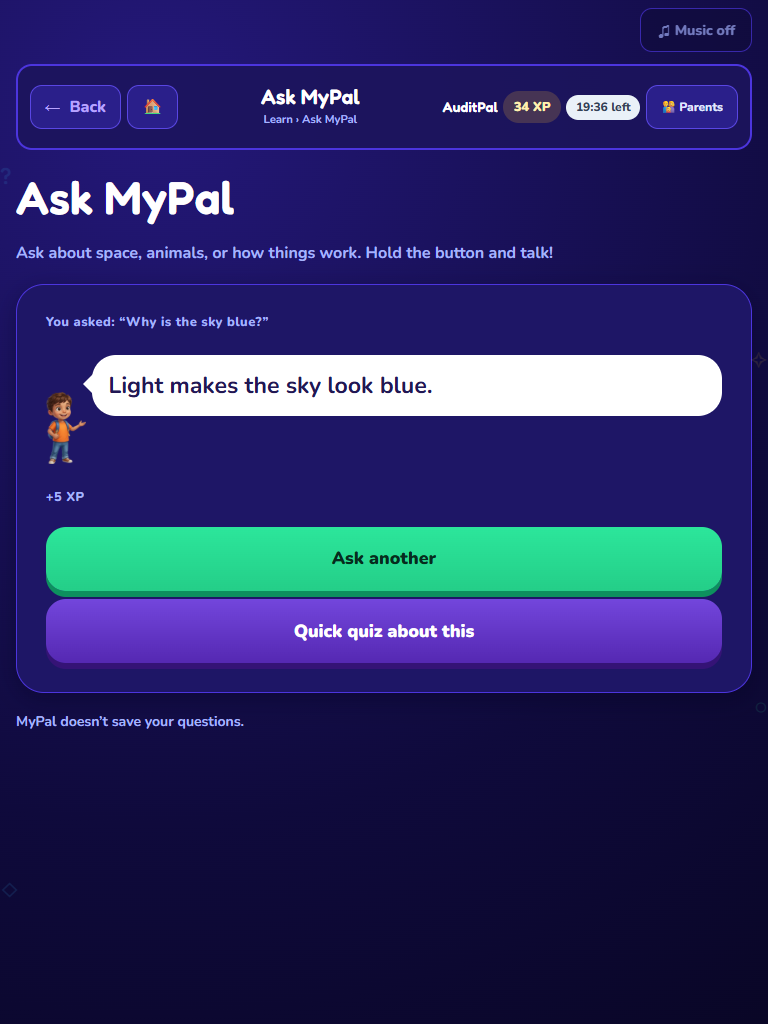 ♫ Music off
← Back
Ask MyPal
Learn › Ask MyPal
AuditPal
34 XP
19:36 left
Parents
Ask MyPal
Ask about space, animals, or how things work. Hold the button and talk!
You asked: “Why is the sky blue?”
Light makes the sky look blue.
+5 XP
Ask another
Quick quiz about this
MyPal doesn’t save your questions.